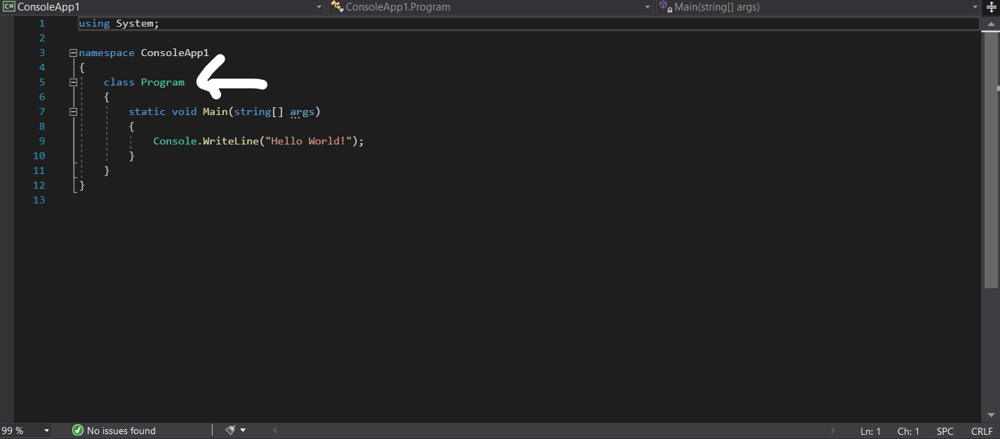 C# ConsoleApp1 ConsoleApp1.Program Main(string[] args)
1 using System;
2
3 namespace ConsoleApp1
4 {
5 class Program
6 {
7 static void Main(string[] args)
8 {
9 Console.WriteLine("Hello World!");
10 }
11 }
12 }
13
99 % No issues found Ln: 1 Ch: 1 SPC CRLF